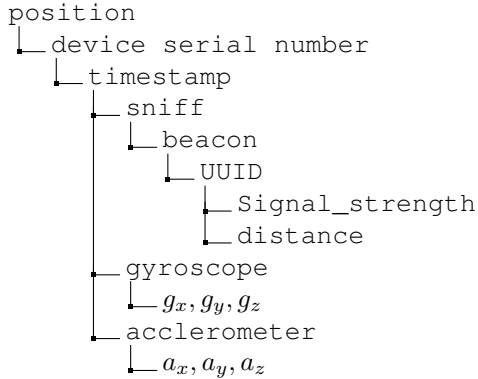 position
device serial number
timestamp
sniff
beacon
UUID
Signal_strength
distance
gyroscope
g_x, g_y, g_z
acclerometer
a_x, a_y, a_z